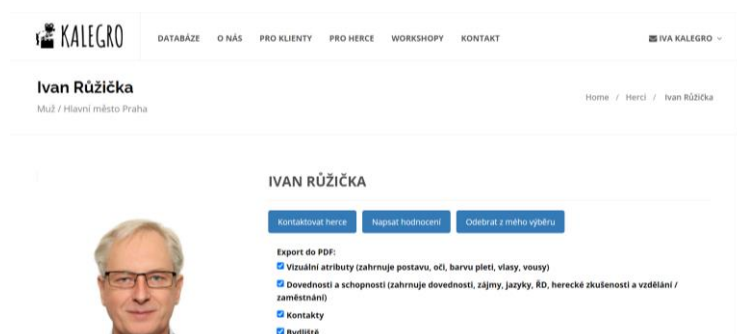 KALEGRO
DATABÁZE O NÁS PRO KLIENTY PRO HERCE WORKSHOPY KONTAKT IVA KALEGRO
Ivan Růžička
Muž / Hlavní město Praha
Home / Herci / Ivan Růžička
IVAN RŮŽIČKA
Kontaktovat herce Napsat hodnocení Odebrat z mého výběru
Export do PDF:
Vizuální atributy (zahrnuje postavu, oči, barvu pleti, vlasy, vousy)
Dovednosti a schopnosti (zahrnuje dovednosti, zájmy, jazyky, ŘD, herecké zkušenosti a vzdělání /
zaměstnání)
Kontakty
Bydliště